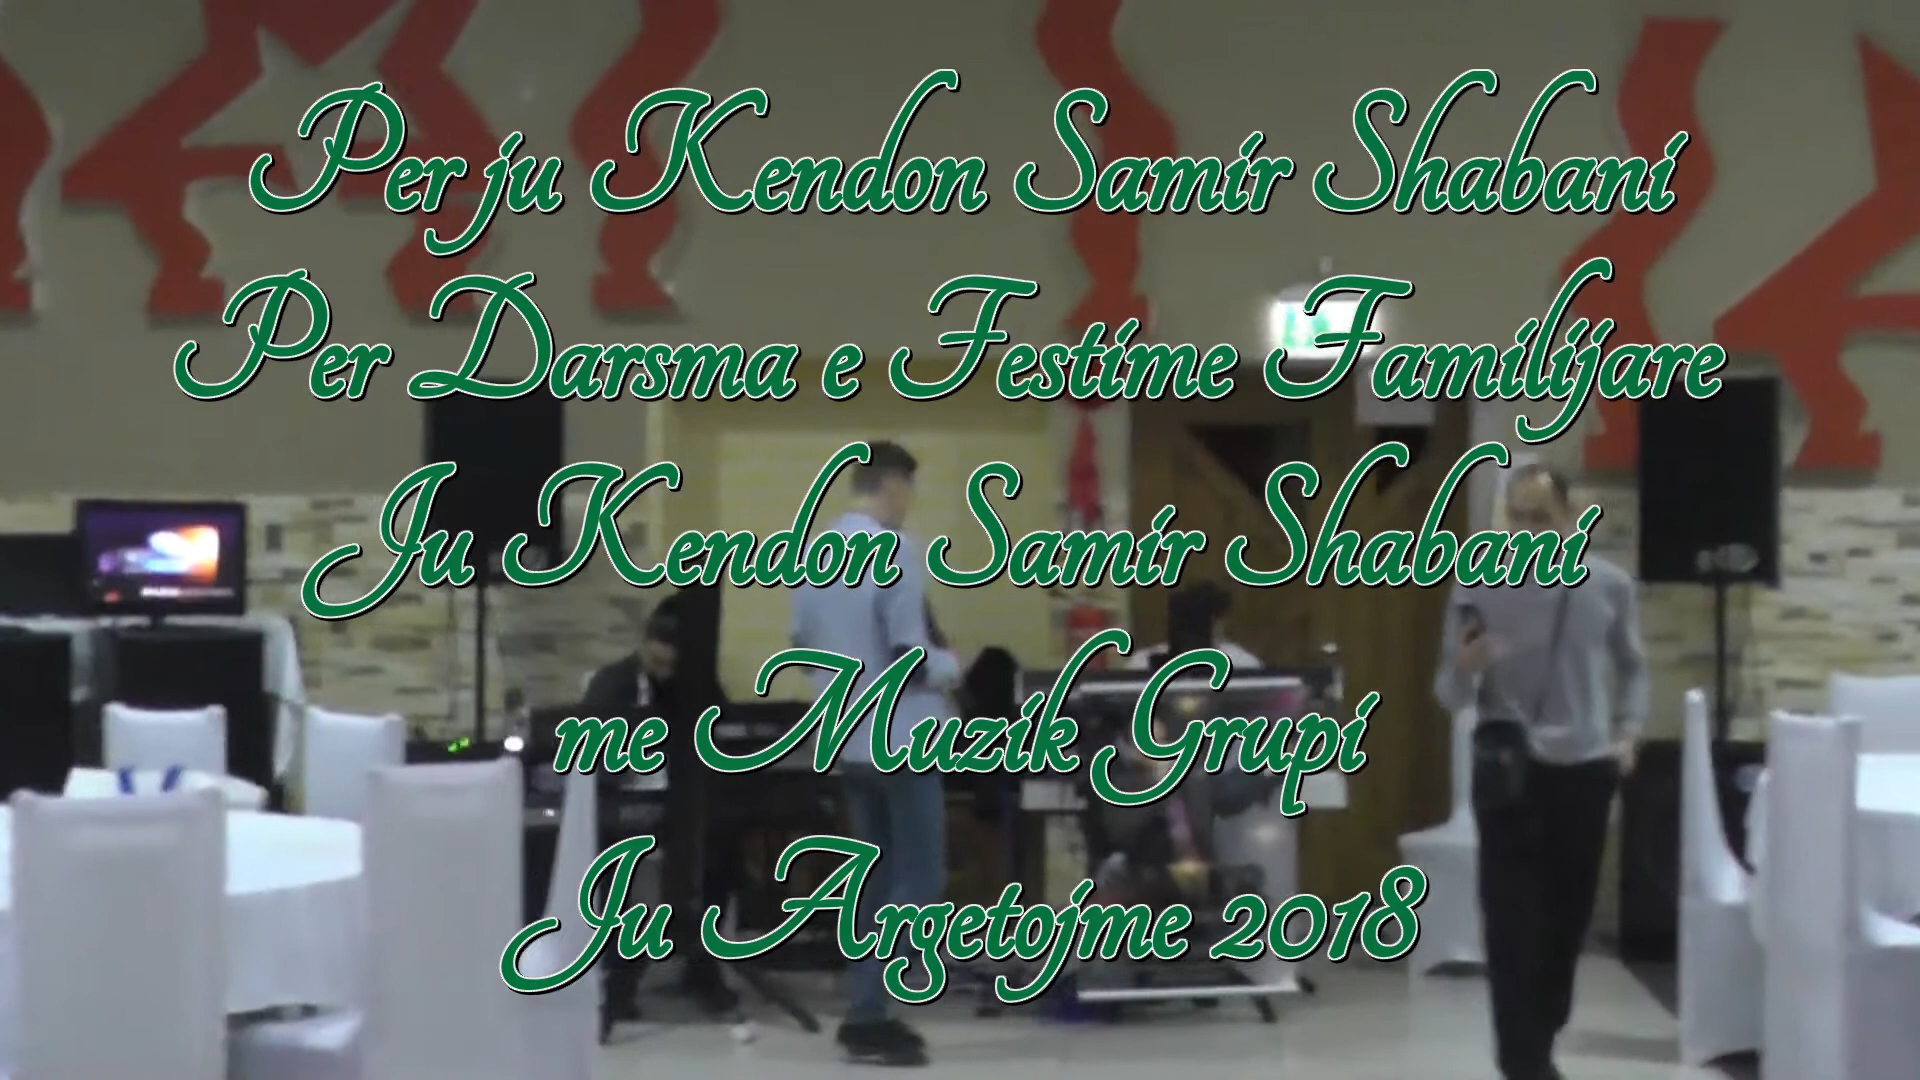 Per ju Kendon Samir Shabani
Per Darsma e Festime Familijare
Ju Kendon Samir Shabani
me Muzik Grupi
Ju Argetojme 2018